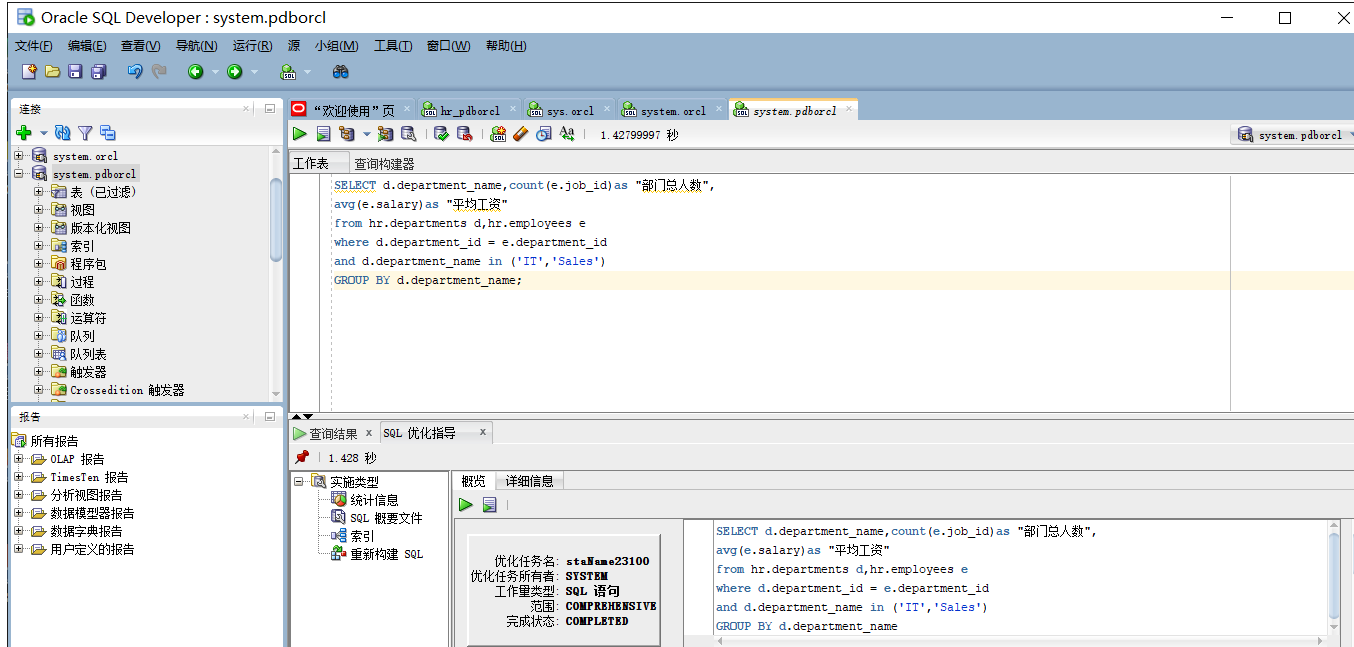 Oracle SQL Developer : system.pdborcl
文件(F) 编辑(E) 查看(V) 导航(N) 运行(R) 源 小组(M) 工具(T) 窗口(W) 帮助(H)
连接
system.orcl
system.pdborcl
表 (已过滤)
视图
版本化视图
索引
程序包
过程
函数
运算符
队列
队列表
触发器
Crossedition 触发器
报告
所有报告
OLAP 报告
TimesTen 报告
分析视图报告
数据模型器报告
数据字典报告
用户定义的报告
“欢迎使用”页 hr_pdborcl sys.orcl system.orcl system.pdborcl
1.42799997 秒 system.pdborcl
工作表 查询构建器
SELECT d.department_name,count(e.job_id)as "部门总人数",
avg(e.salary)as "平均工资"
from hr.departments d,hr.employees e
where d.department_id = e.department_id
and d.department_name in ('IT','Sales')
GROUP BY d.department_name;
查询结果 x SQL 优化指导 x
1.428 秒
实施类型
统计信息
SQL 概要文件
索引
重新构建 SQL
概览 详细信息
优化任务名: staName23100
优化任务所有者: SYSTEM
工作量类型: SQL 语句
范围: COMPREHENSIVE
完成状态: COMPLETED
SELECT d.department_name,count(e.job_id)as "部门总人数",
avg(e.salary)as "平均工资"
from hr.departments d,hr.employees e
where d.department_id = e.department_id
and d.department_name in ('IT','Sales')
GROUP BY d.department_name